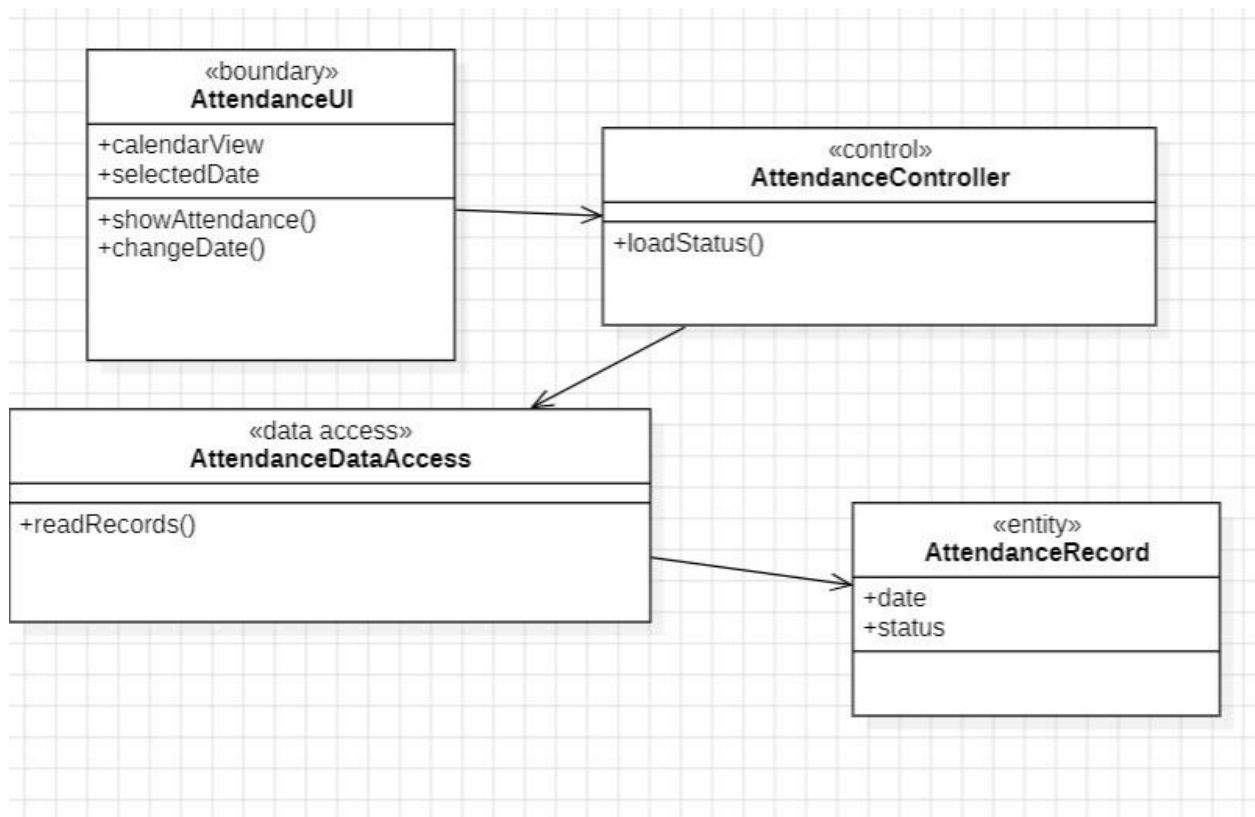 «boundary»
AttendanceUI
+calendarView
+selectedDate
+showAttendance()
+changeDate()
«control»
AttendanceController
+loadStatus()
«data access»
AttendanceDataAccess
+readRecords()
«entity»
AttendanceRecord
+date
+status